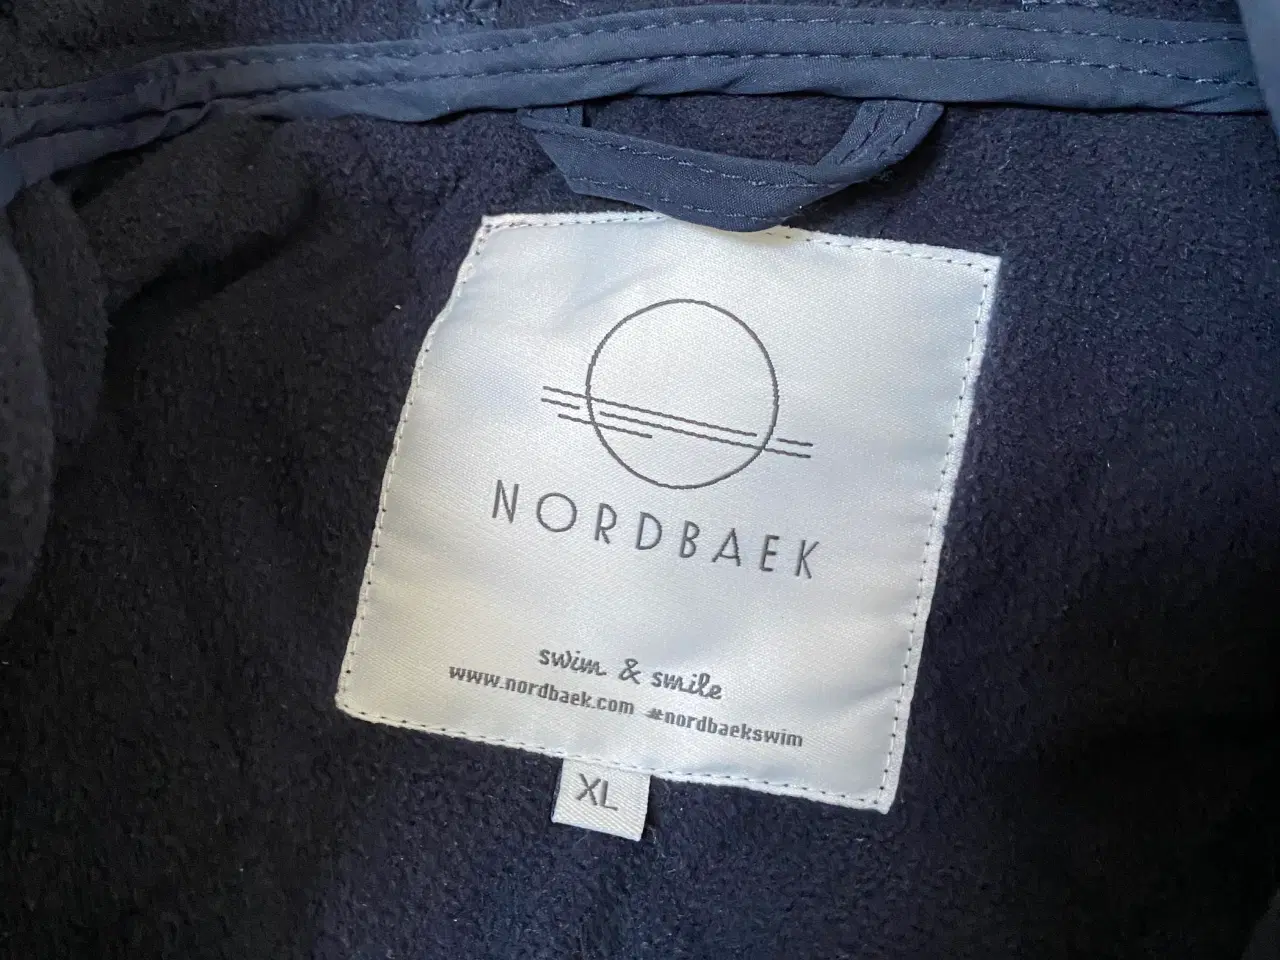 NORDBAEK
swim & smile
www.nordbaek.com #nordbaekswim
XL